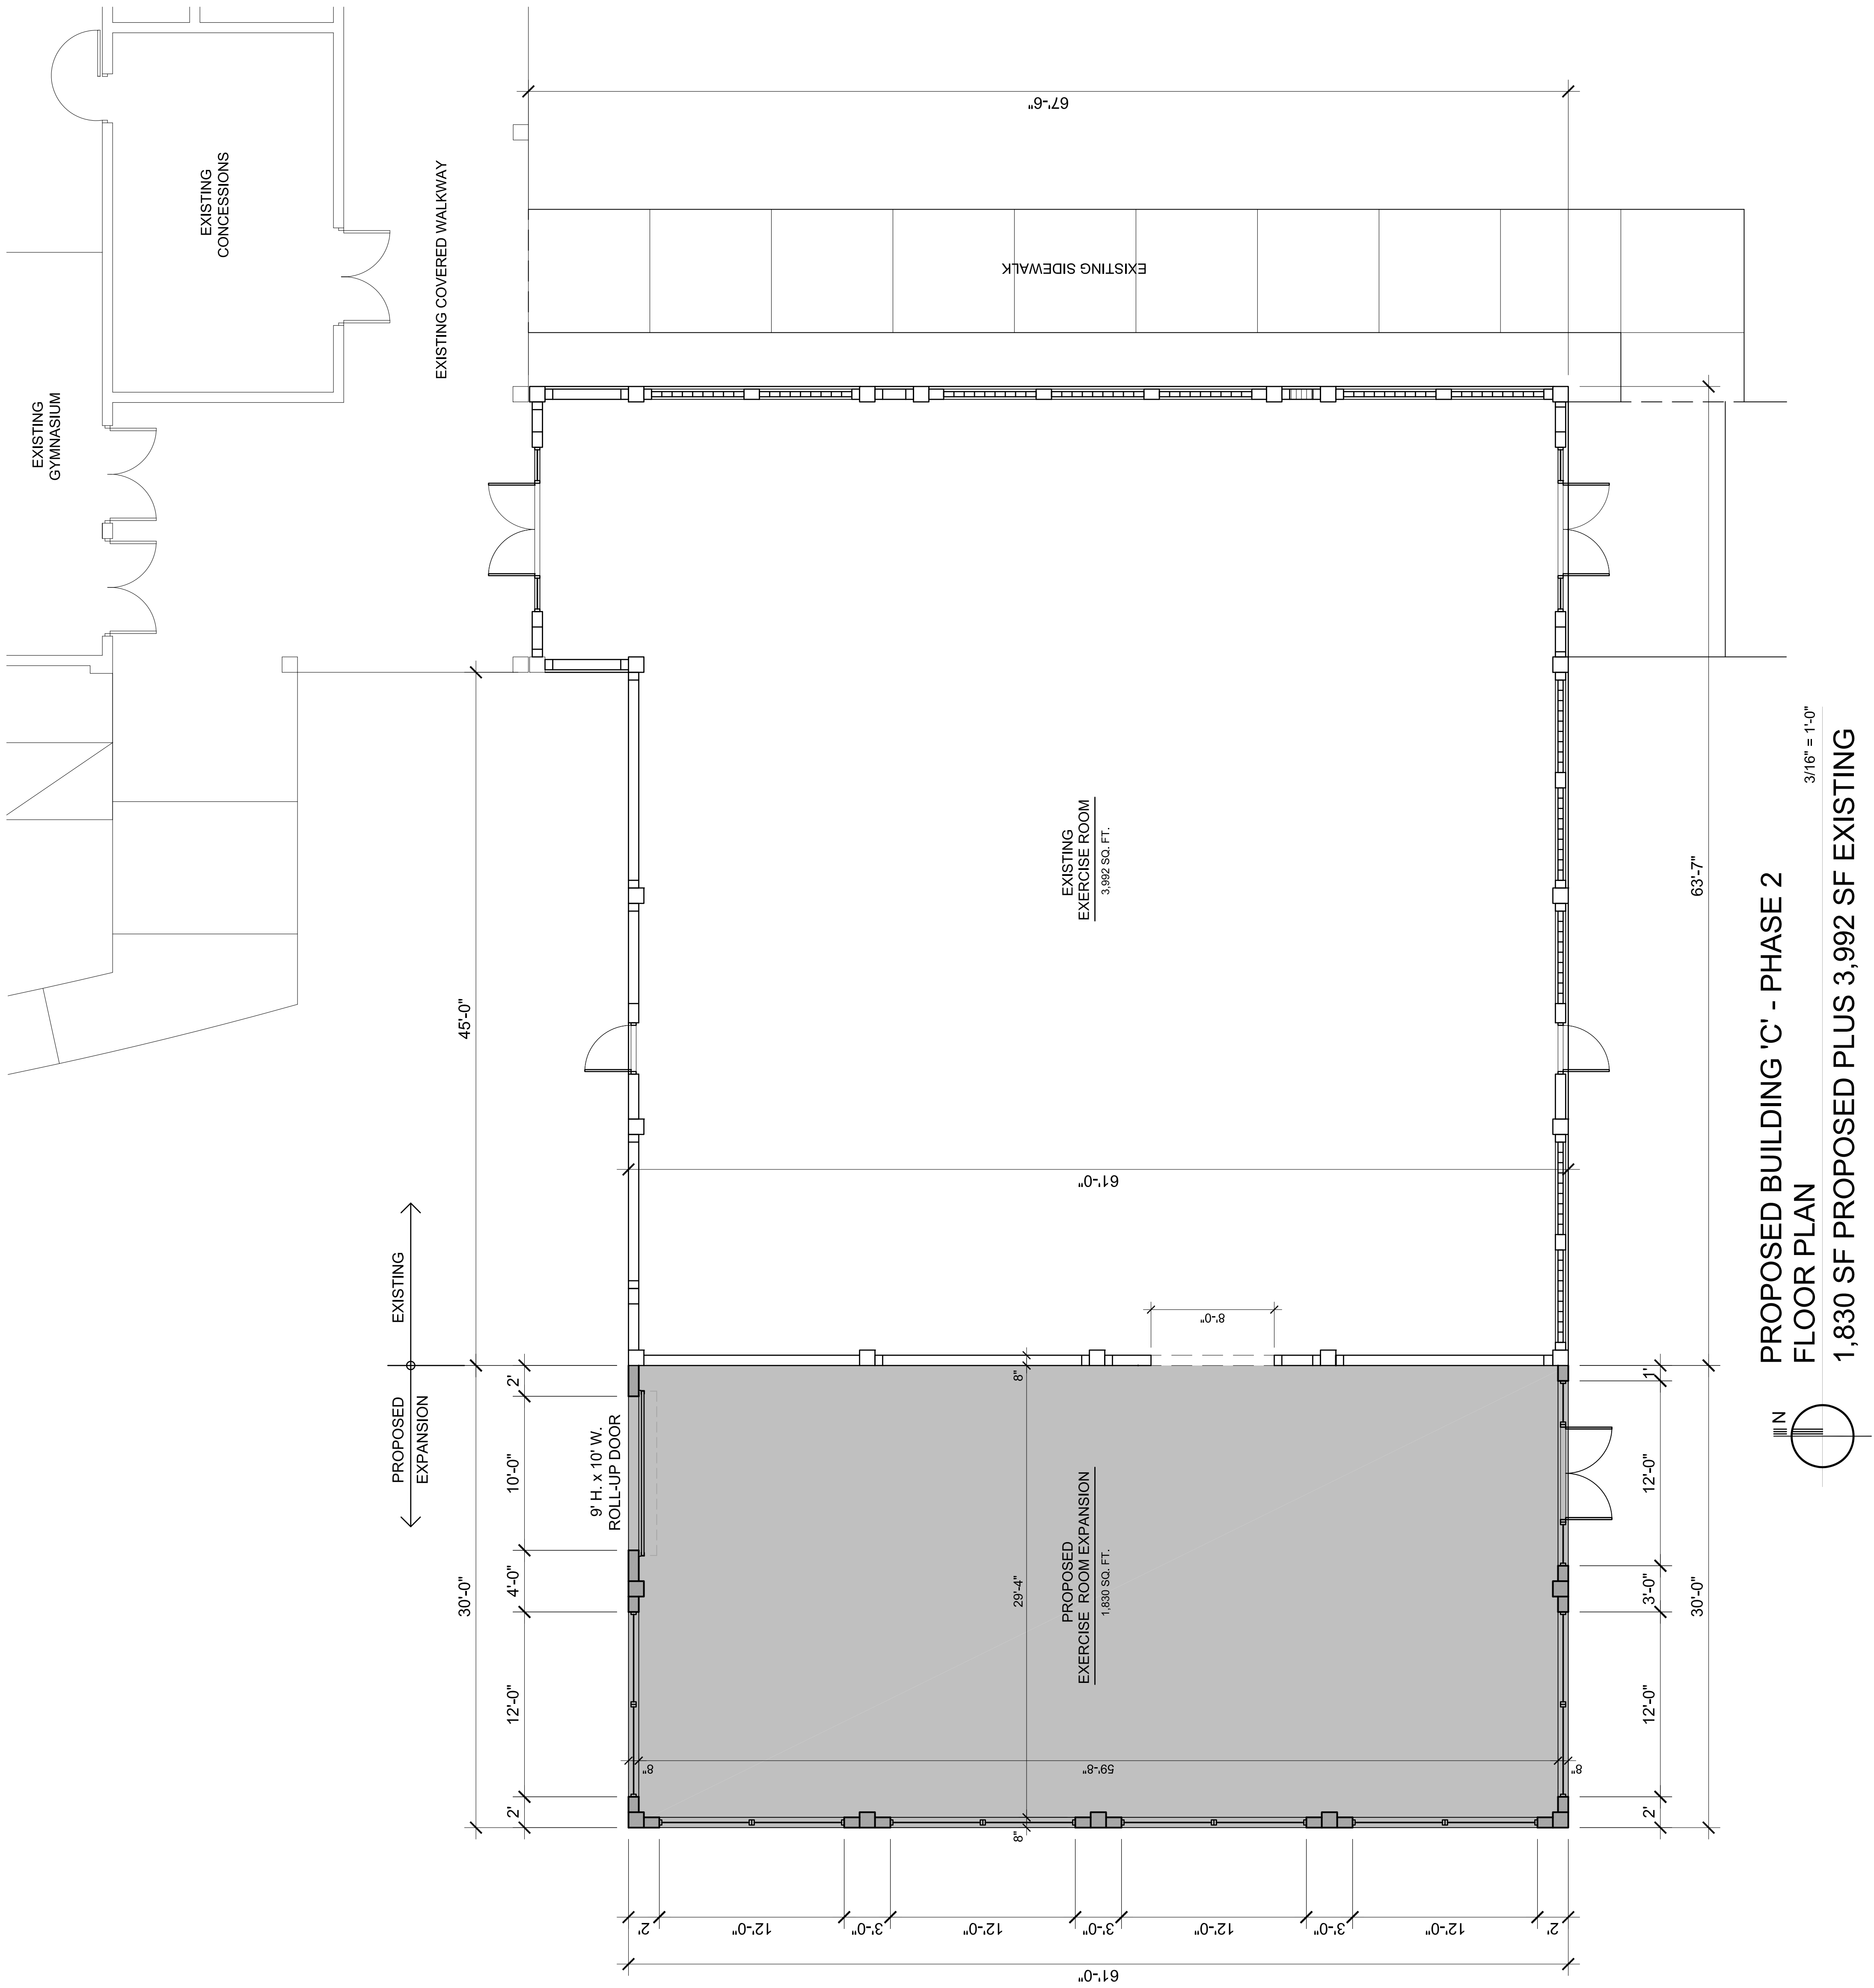 EXISTING
GYMNASIUM
EXISTING
CONCESSIONS
EXISTING COVERED WALKWAY
67'-6"
EXISTING SIDEWALK
PROPOSED
EXPANSION
EXISTING
30'-0"
45'-0"
2'
12'-0"
4'-0"
10'-0"
2'
9' H. x 10' W.
ROLL-UP DOOR
61'-0"
2'
12'-0"
3'-0"
12'-0"
3'-0"
12'-0"
3'-0"
12'-0"
2'
8"
59'-8"
8"
8"
29'-4"
8"
PROPOSED
EXERCISE ROOM EXPANSION
1,830 SQ. FT.
8'-0"
61'-0"
EXISTING
EXERCISE ROOM
3,992 SQ. FT.
2'
12'-0"
3'-0"
12'-0"
1'
30'-0"
63'-7"
N
PROPOSED BUILDING 'C' - PHASE 2
FLOOR PLAN
3/16" = 1'-0"
1,830 SF PROPOSED PLUS 3,992 SF EXISTING